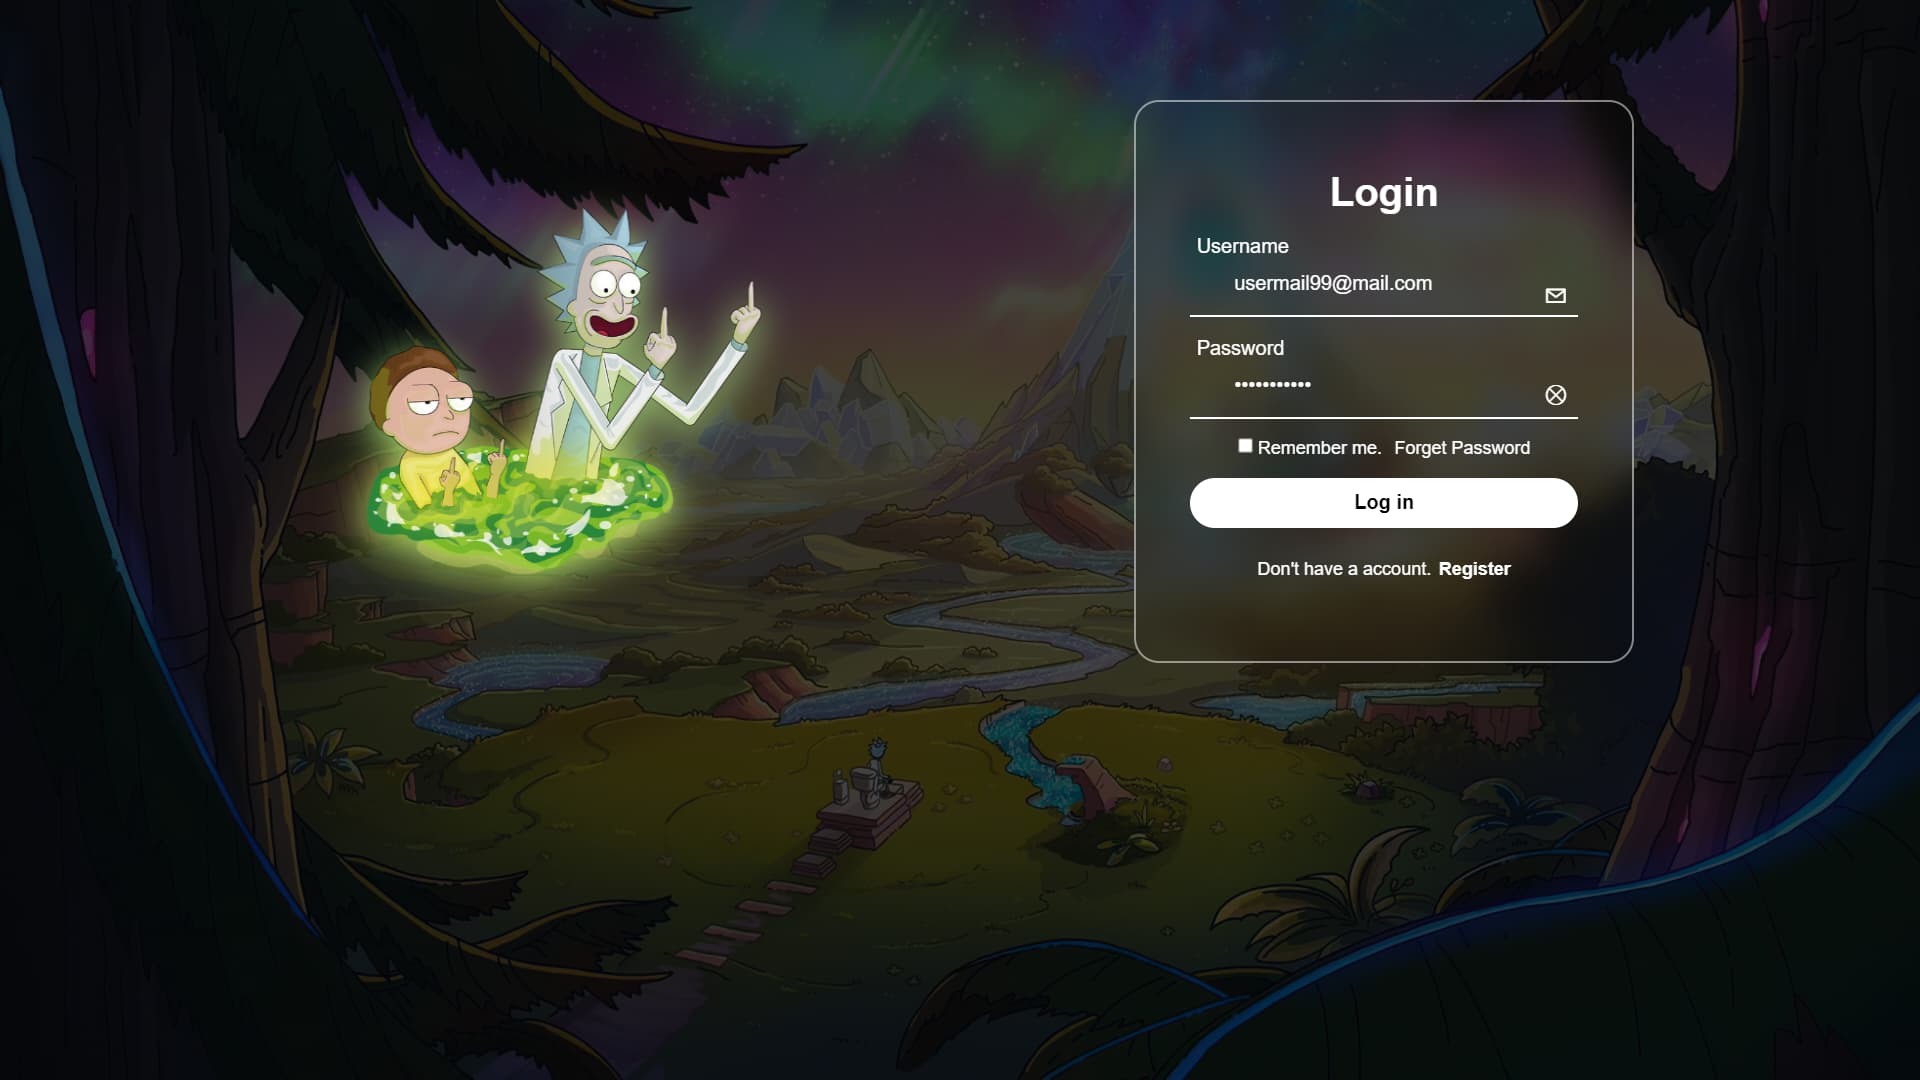 Login
Username
usermail99@mail.com
Password
•••••••••••
Remember me. Forget Password
Log in
Don't have a account. Register